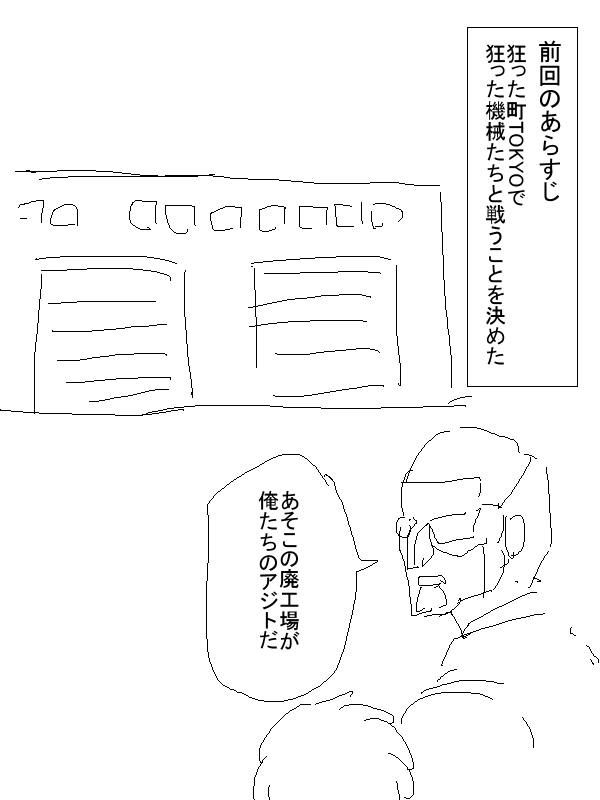 前回のあらすじ
狂った町TOKYOで
狂った機械たちと戦うことを決めた
あそこの廃工場が
俺たちのアジトだ